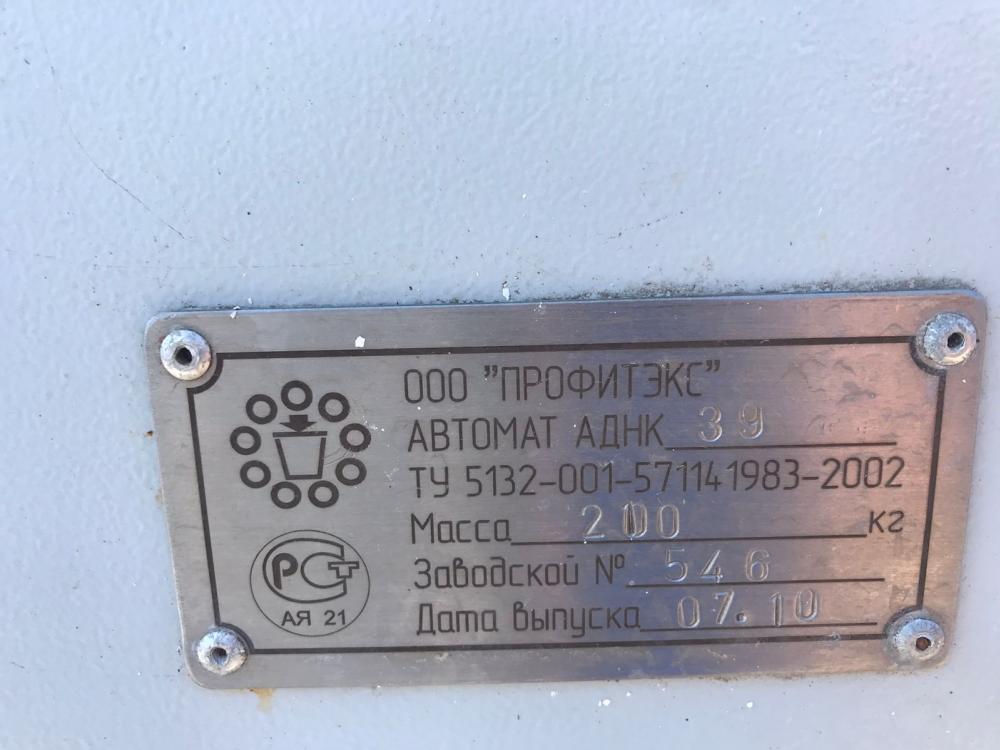 ООО "ПРОФИТЭКС"
АВТОМАТ АДНК 39
ТУ 5132-001-571141983-2002
Масса 200 кг
Заводской № 546
Дата выпуска 07.10
РСТ
АЯ 21